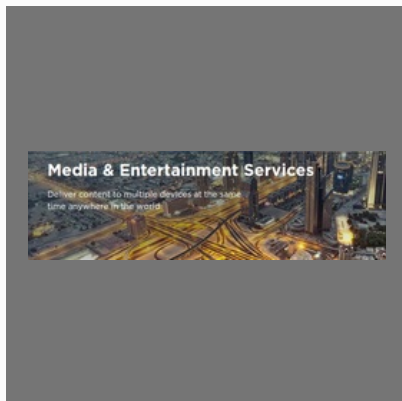 Media & Entertainment Services
Deliver content to multiple devices at the same
time anywhere in the world.